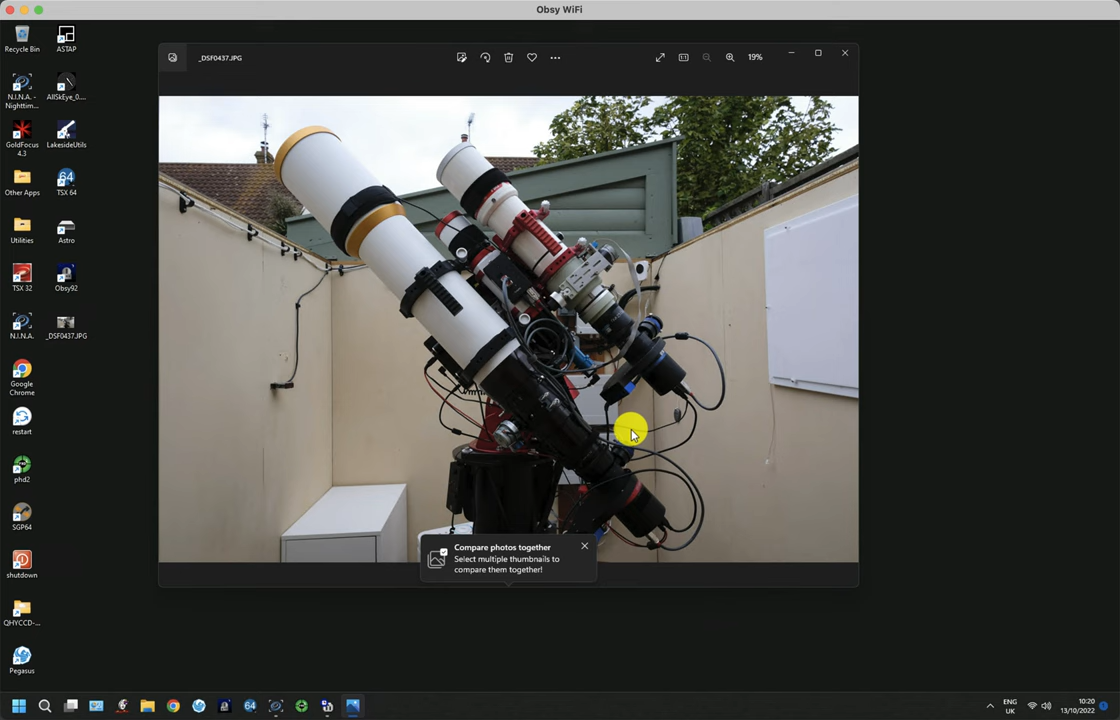 Obsy WiFi
_DSF0437.JPG
19%
Recycle Bin
ASTAP
N.I.N.A. -
Nighttim...
AllSkEye_0....
GoldFocus
4.3
LakesideUtils
Other Apps
TSX 64
Utilities
Astro
TSX 32
Obsy92
N.I.N.A.
_DSF0437.JPG
Google
Chrome
restart
phd2
SGP64
shutdown
QHYCCD-...
Pegasus
Compare photos together
Select multiple thumbnails to
compare them together!
64
ENG
UK
10:20
13/10/2022